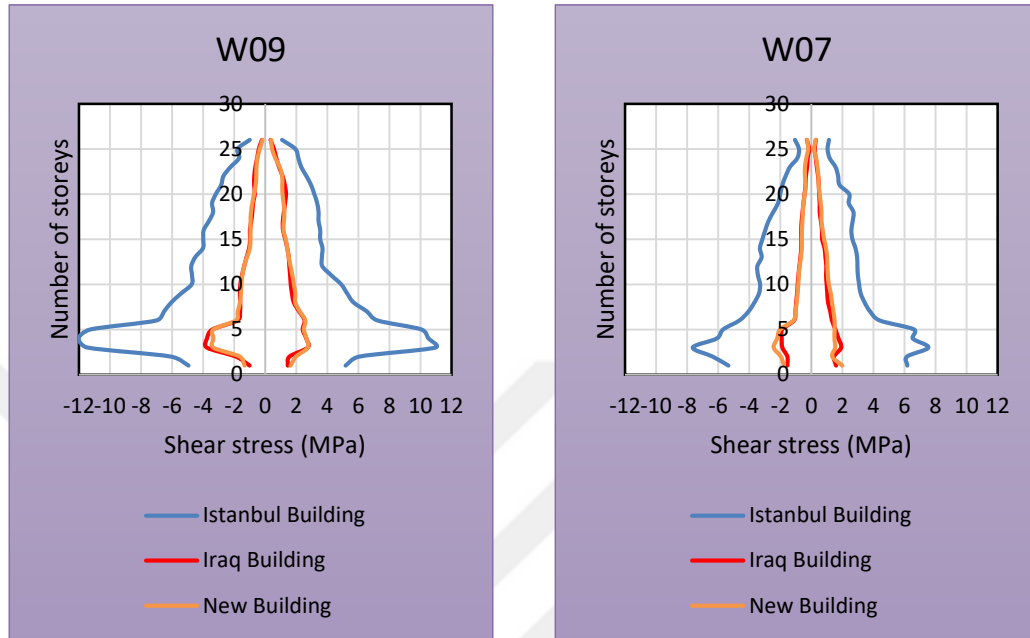 W09
30
25
20
15
10
5
0
-12-10 -8 -6 -4 -2 0 2 4 6 8 10 12
Number of storeys
Shear stress (MPa)
Istanbul Building
Iraq Building
New Building
W07
30
25
20
15
10
5
0
-12-10 -8 -6 -4 -2 0 2 4 6 8 10 12
Number of storeys
Shear stress (MPa)
Istanbul Building
Iraq Building
New Building